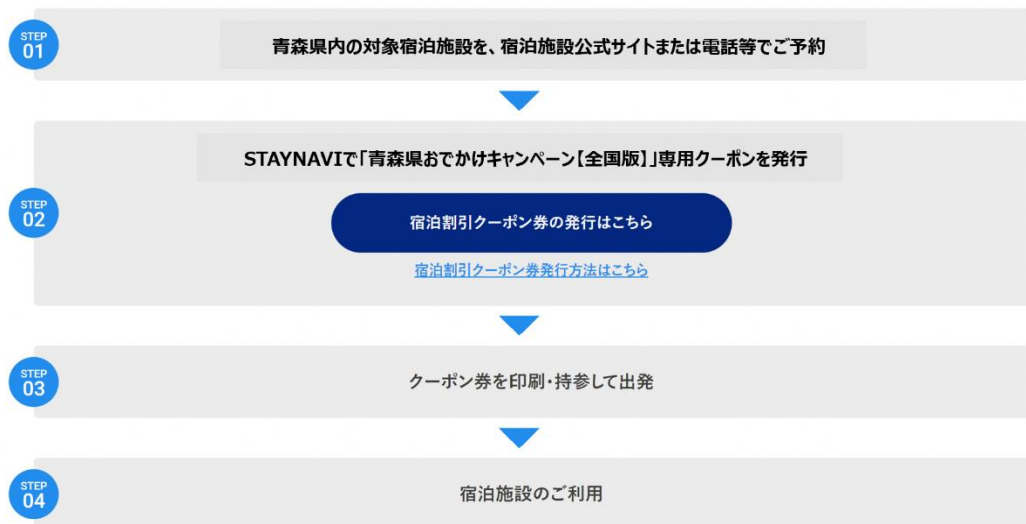 STEP
01
青森県内の対象宿泊施設を、宿泊施設公式サイトまたは電話等でご予約
STEP
02
STAYNAVIで「青森県おでかけキャンペーン【全国版】」専用クーポンを発行
宿泊割引クーポン券の発行はこちら
宿泊割引クーポン券発行方法はこちら
STEP
03
クーポン券を印刷・持参して出発
STEP
04
宿泊施設のご利用